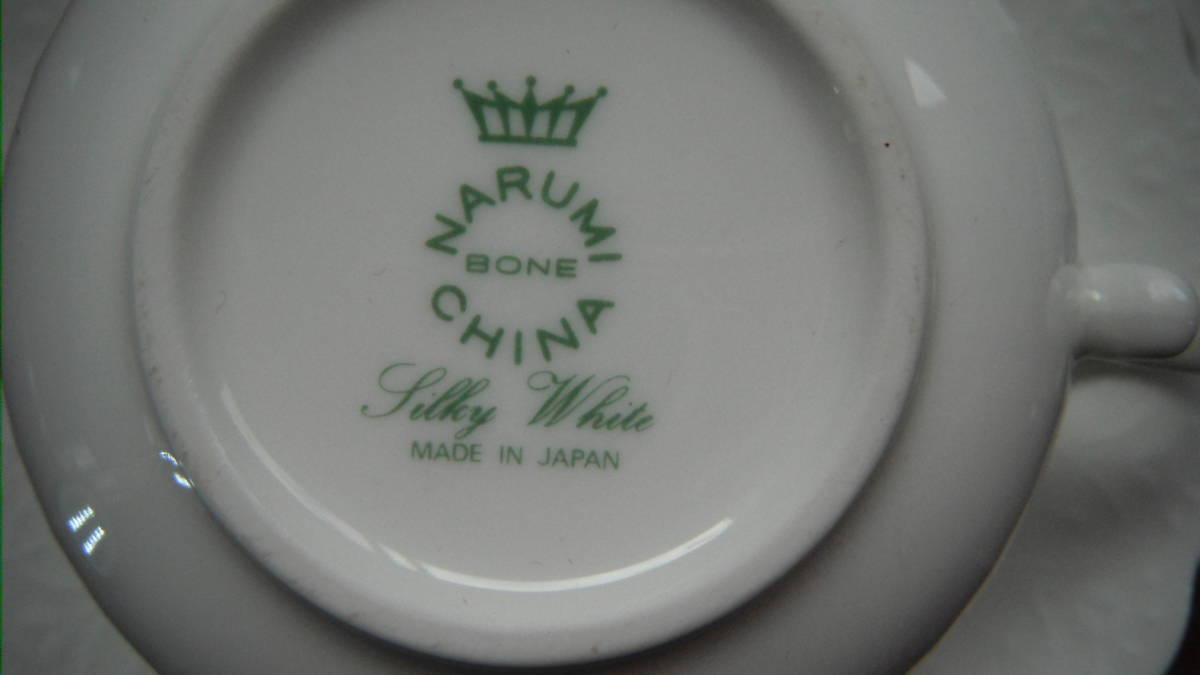 NARUMI
BONE
CHINA
Silky White
MADE IN JAPAN